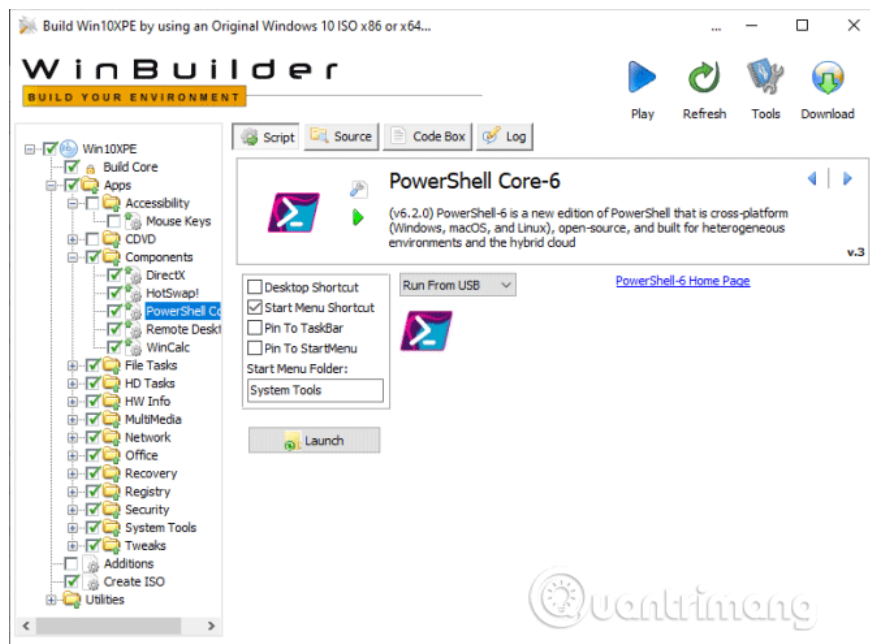 Build Win10XPE by using an Original Windows 10 ISO x86 or x64...
...
WinBuilder
BUILD YOUR ENVIRONMENT
Play
Refresh
Tools
Download
Win10XPE
Build Core
Apps
Accessibility
Mouse Keys
CDVD
Components
DirectX
HotSwap!
PowerShell Co
Remote Deskt
WinCalc
File Tasks
HD Tasks
HW Info
MultiMedia
Network
Office
Recovery
Registry
Security
System Tools
Tweaks
Additions
Create ISO
Utilities
Script
Source
Code Box
Log
PowerShell Core-6
(v6.2.0) PowerShell-6 is a new edition of PowerShell that is cross-platform
(Windows, macOS, and Linux), open-source, and built for heterogeneous
environments and the hybrid cloud
v.3
Desktop Shortcut
Start Menu Shortcut
Pin To TaskBar
Pin To StartMenu
Start Menu Folder:
System Tools
Run From USB
PowerShell-6 Home Page
Launch
Quantrimang